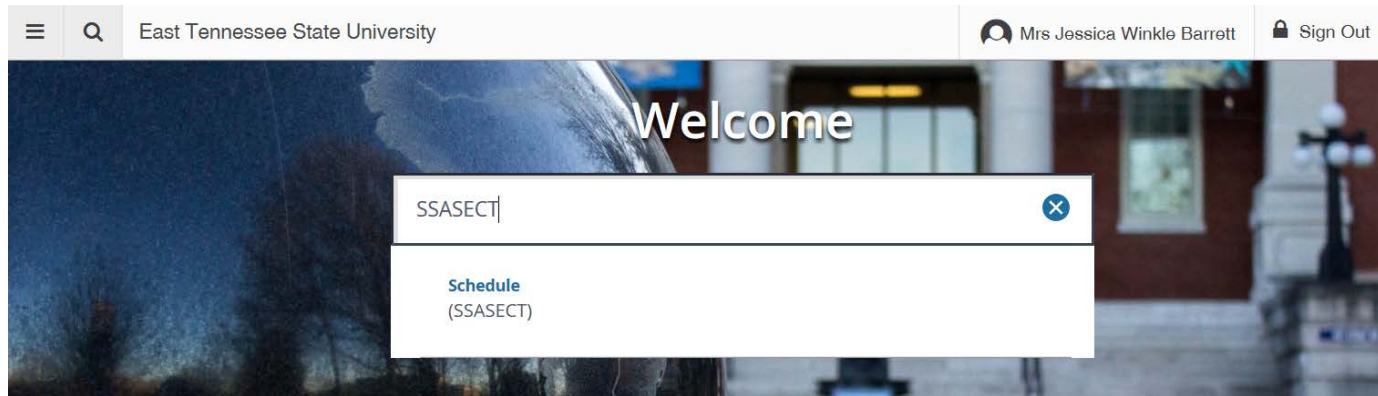 East Tennessee State University
Mrs Jessica Winkle Barrett
Sign Out
Welcome
SSASECT
Schedule
(SSASECT)